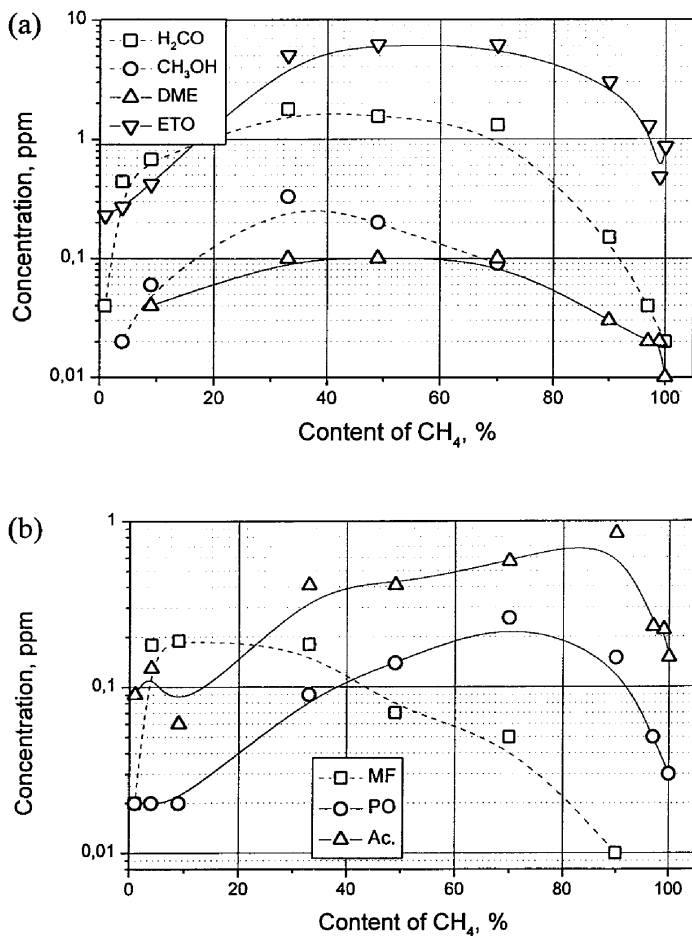 (a)
10
1
0,1
0,01
Concentration, ppm
H₂CO
CH₃OH
DME
ETO
0 20 40 60 80 100
Content of CH₄, %
(b)
1
0,1
0,01
Concentration, ppm
MF
PO
Ac.
0 20 40 60 80 100
Content of CH₄, %